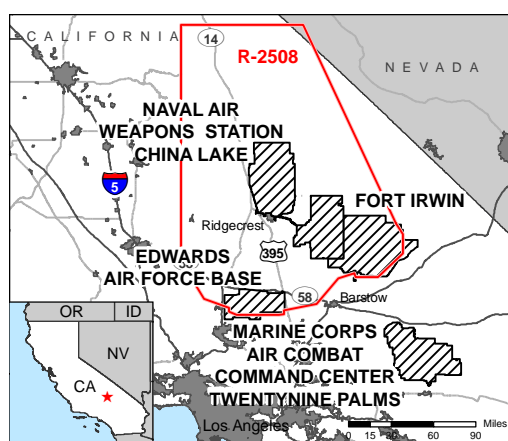 CALIFORNIA
14
R-2508
NEVADA
NAVAL AIR
WEAPONS STATION
CHINA LAKE
5
FORT IRWIN
Ridgecrest
395
EDWARDS
AIR FORCE BASE
58
58
Barstow
OR
ID
NV
CA
MARINE CORPS
AIR COMBAT
COMMAND CENTER
TWENTYNINE PALMS
Los Angeles
Miles
0 15 30 60 90